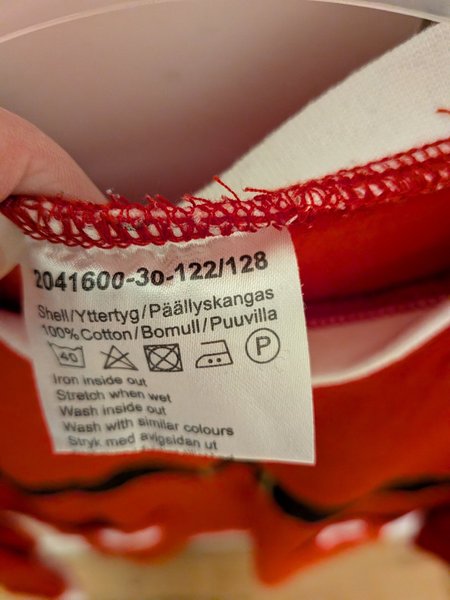 2041600-30-122/128
Shell/Yttertyg/Päällyskangas
100% Cotton/Bomull/Puuvilla
40 P
Iron inside out
Stretch when wet
Wash inside out
Wash with similar colours
Stryk med avigsidan ut